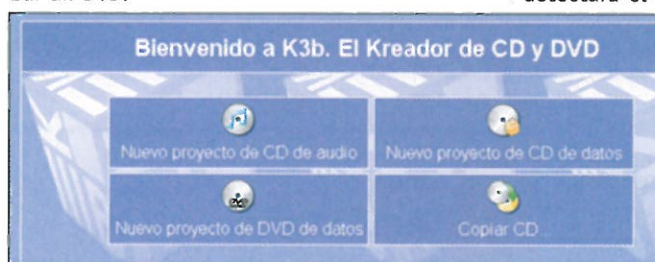 Bienvenido a K3b. El Kreador de CD y DVD
Nuevo proyecto de CD de audio
Nuevo proyecto de CD de datos
Nuevo proyecto de DVD de datos
Copiar CD...